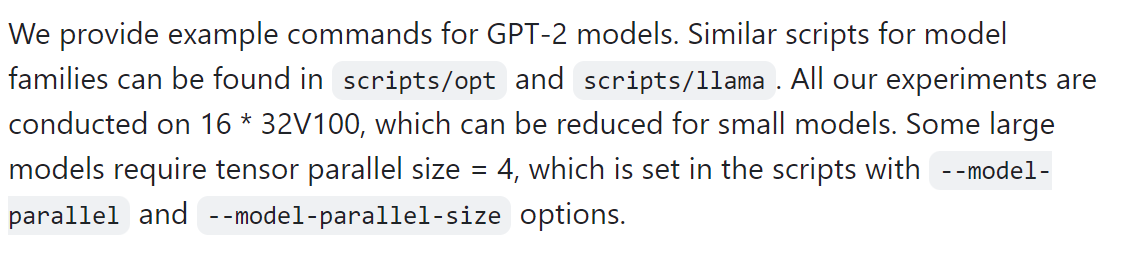 We provide example commands for GPT-2 models. Similar scripts for model
families can be found in scripts/opt and scripts/llama . All our experiments are
conducted on 16 * 32V100, which can be reduced for small models. Some large
models require tensor parallel size = 4, which is set in the scripts with --model-
parallel and --model-parallel-size options.